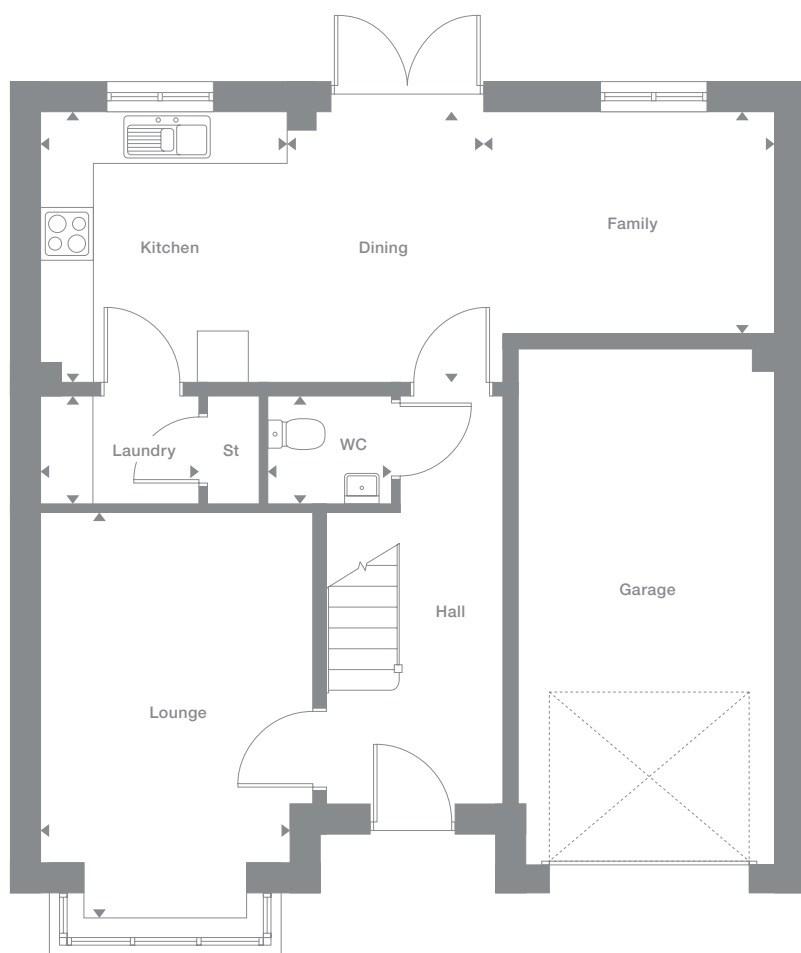 Family
Kitchen
Dining
Laundry
St
WC
Garage
Hall
Lounge